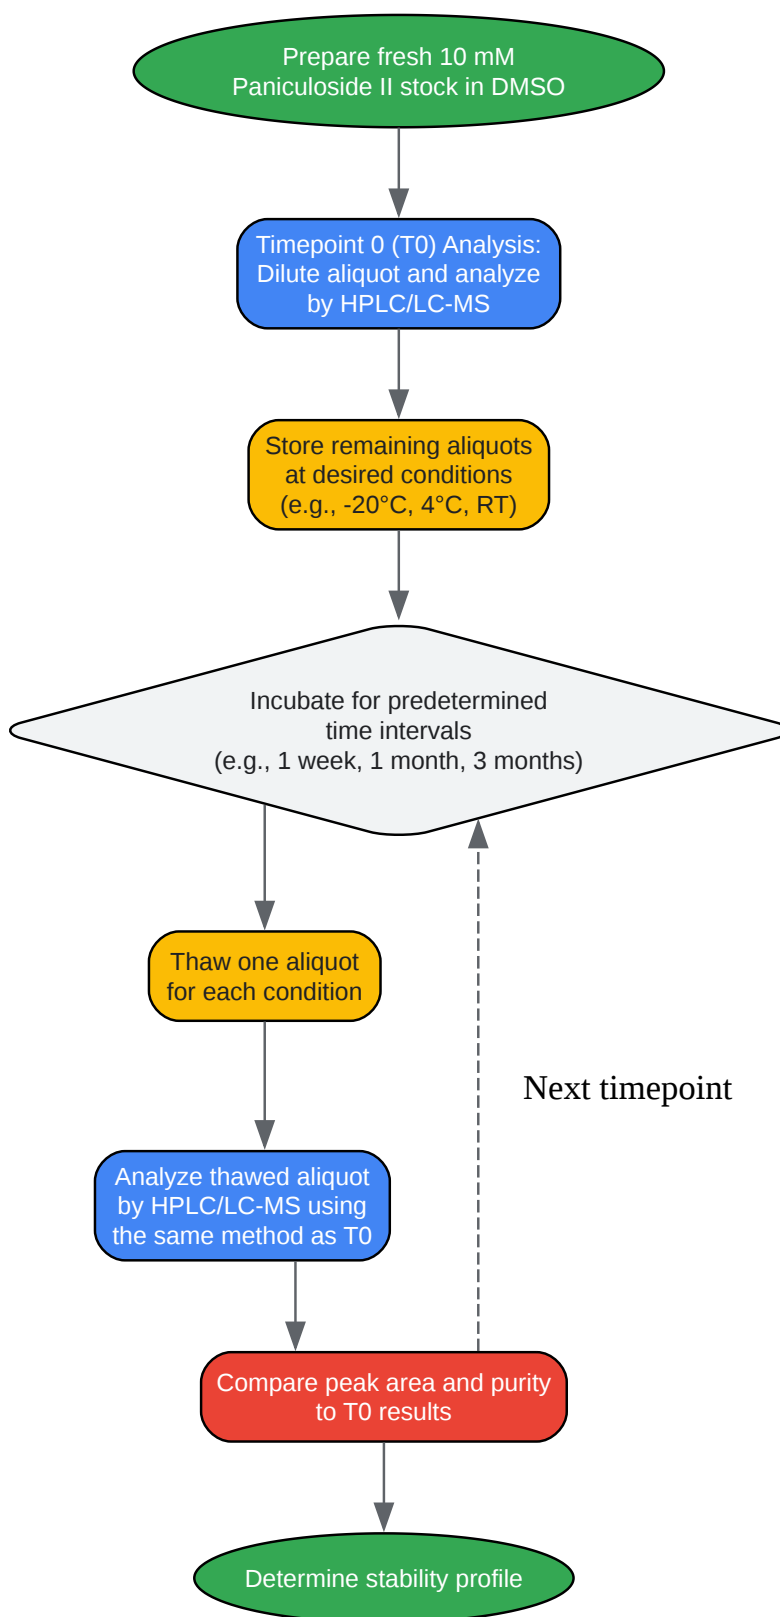 Prepare fresh 10 mM
Paniculoside II stock in DMSO
Timepoint 0 (T0) Analysis:
Dilute aliquot and analyze
by HPLC/LC-MS
Store remaining aliquots
at desired conditions
(e.g., -20°C, 4°C, RT)
Incubate for predetermined
time intervals
(e.g., 1 week, 1 month, 3 months)
Thaw one aliquot
for each condition
Next timepoint
Analyze thawed aliquot
by HPLC/LC-MS using
the same method as T0
Compare peak area and purity
to T0 results
Determine stability profile